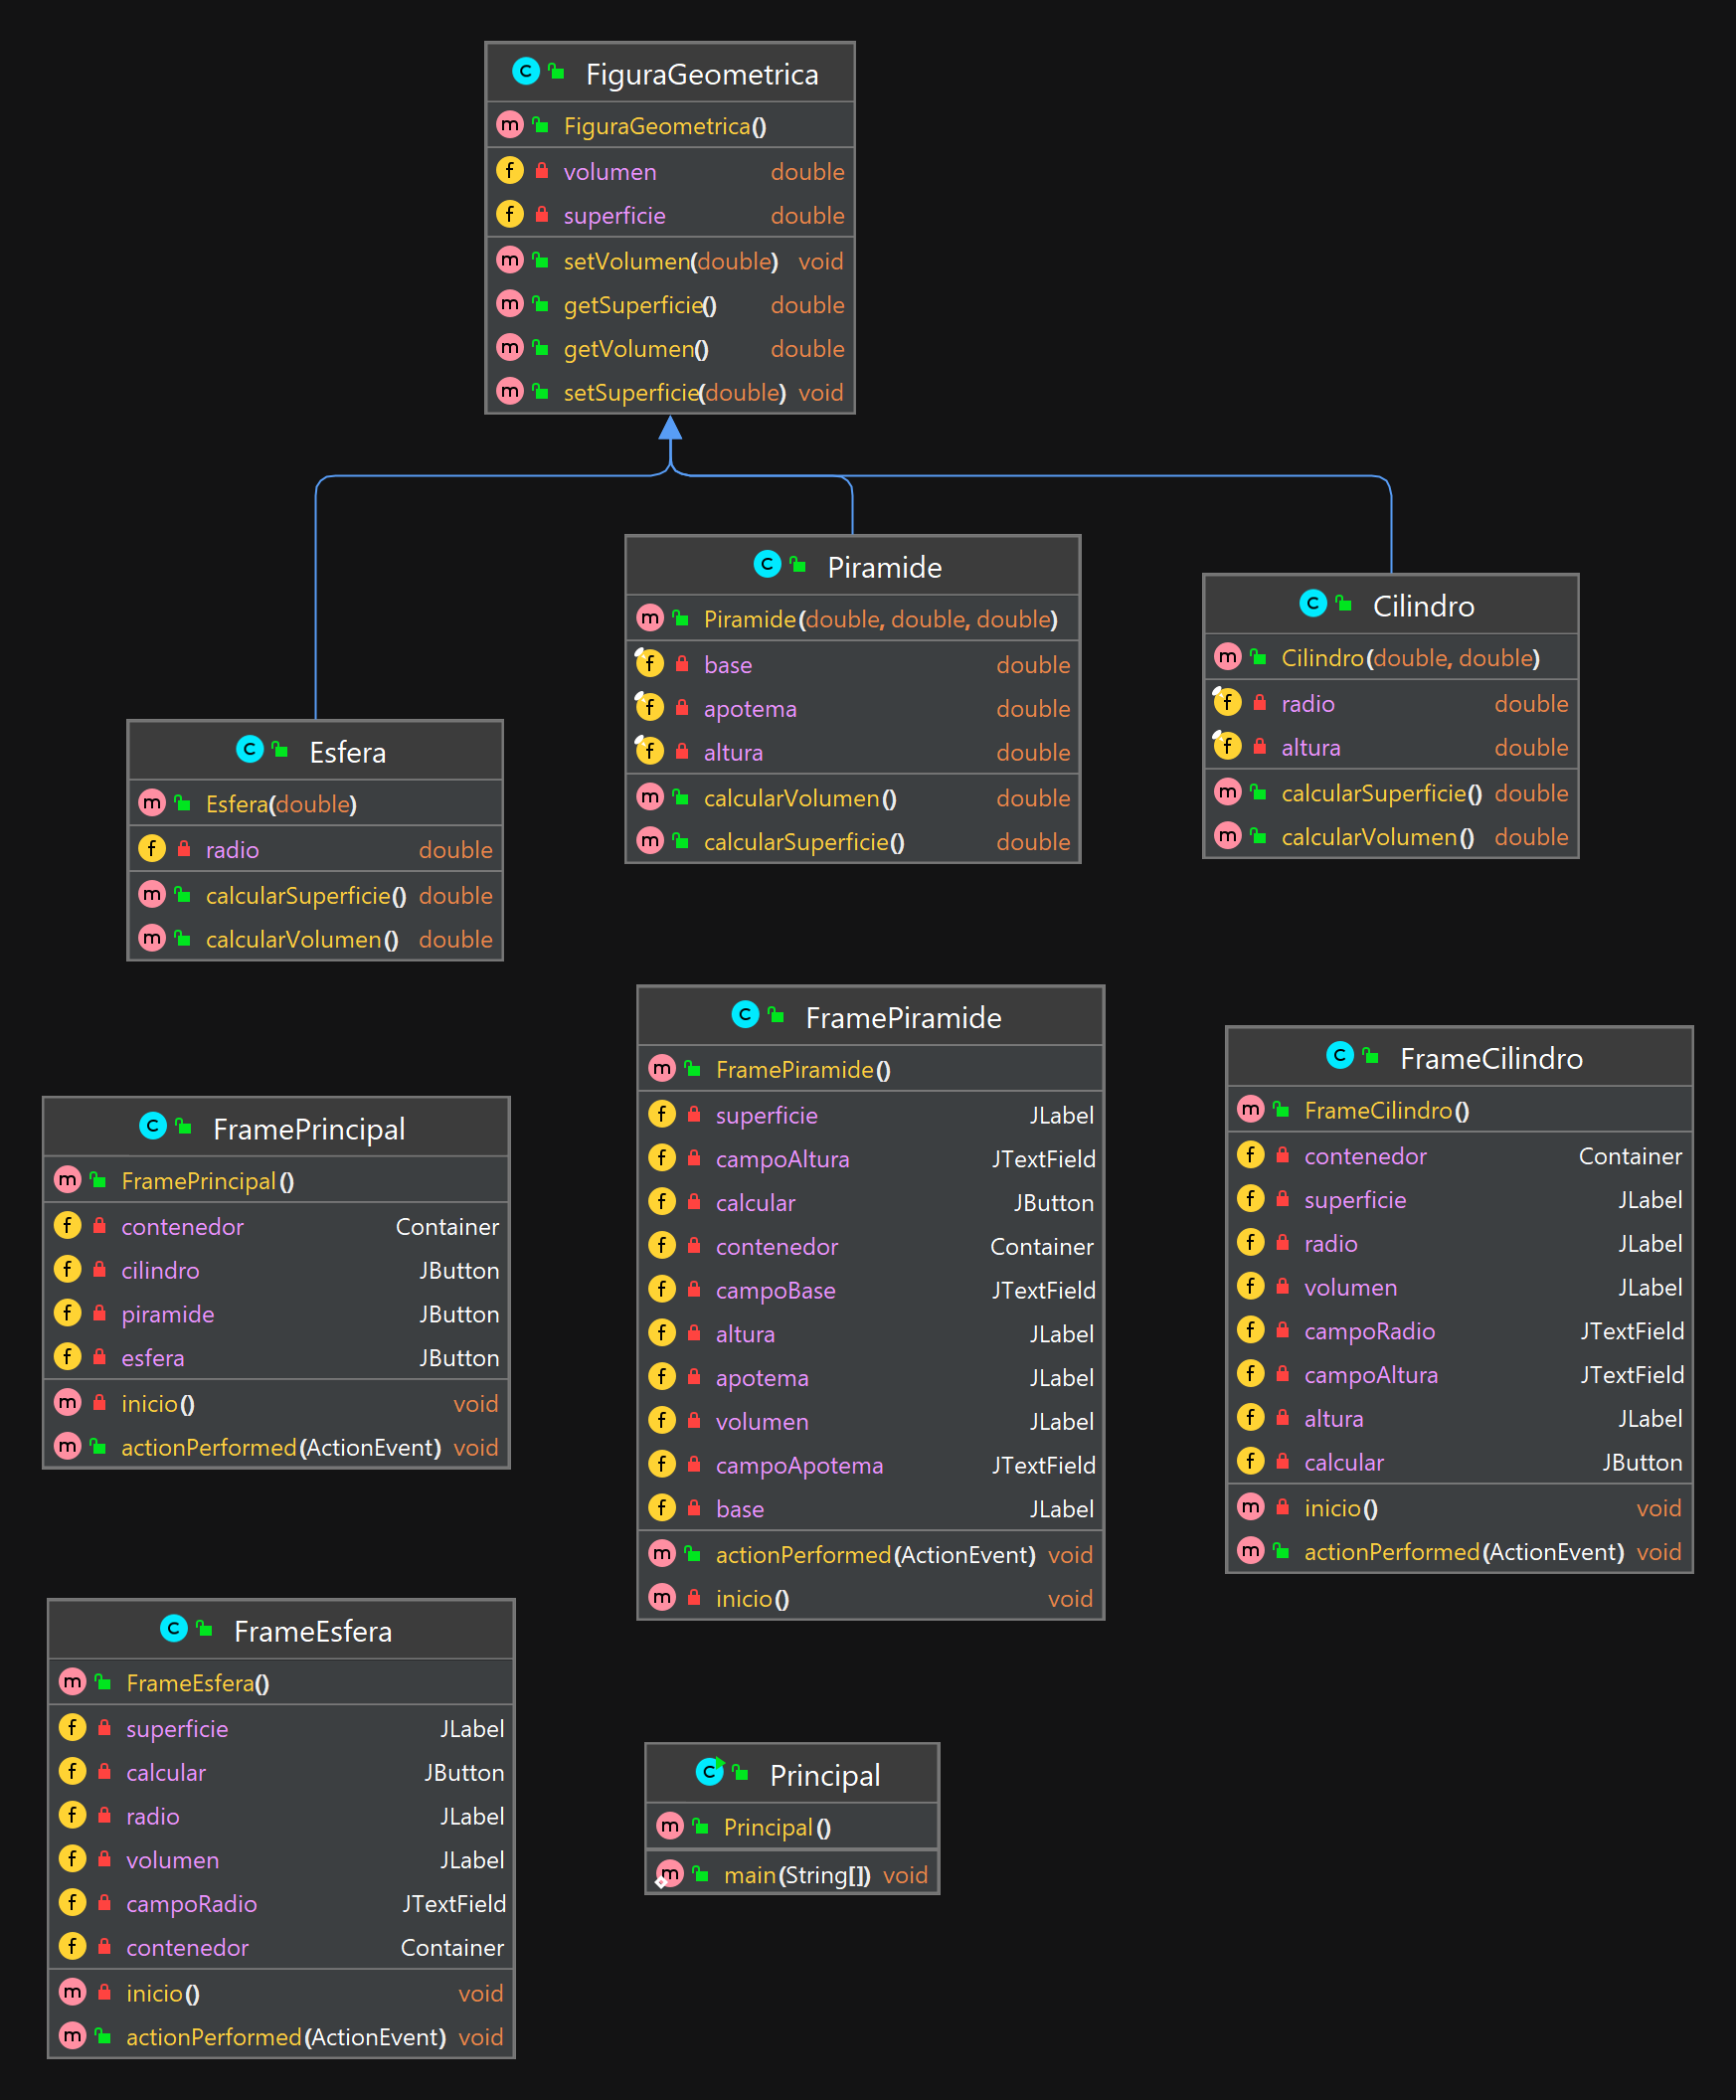 FiguraGeometrica
FiguraGeometrica()
volumen double
superficie double
setVolumen(double) void
getSuperficie() double
getVolumen() double
setSuperficie(double) void
Piramide
Piramide(double, double, double)
base double
apotema double
altura double
calcularVolumen() double
calcularSuperficie() double
Cilindro
Cilindro(double, double)
radio double
altura double
calcularSuperficie() double
calcularVolumen() double
Esfera
Esfera(double)
radio double
calcularSuperficie() double
calcularVolumen() double
FramePiramide
FramePiramide()
superficie JLabel
campoAltura JTextField
calcular JButton
contenedor Container
campoBase JTextField
altura JLabel
apotema JLabel
volumen JLabel
campoApotema JTextField
base JLabel
actionPerformed(ActionEvent) void
inicio() void
FrameCilindro
FrameCilindro()
contenedor Container
superficie JLabel
radio JLabel
volumen JLabel
campoRadio JTextField
campoAltura JTextField
altura JLabel
calcular JButton
inicio() void
actionPerformed(ActionEvent) void
FramePrincipal
FramePrincipal()
contenedor Container
cilindro JButton
piramide JButton
esfera JButton
inicio() void
actionPerformed(ActionEvent) void
FrameEsfera
FrameEsfera()
superficie JLabel
calcular JButton
radio JLabel
volumen JLabel
campoRadio JTextField
contenedor Container
inicio() void
actionPerformed(ActionEvent) void
Principal
Principal()
main(String[]) void